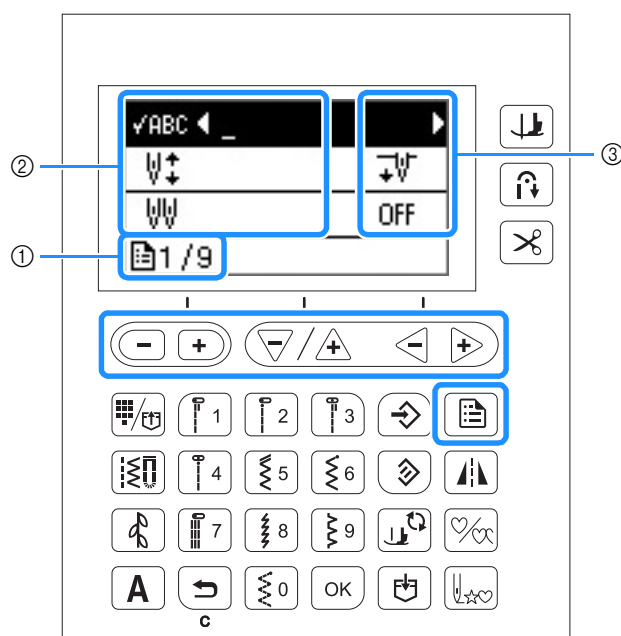 ✓ABC _
②
③
OFF
①
1 /9
- + - / + - +
1 2 3
4 5 6
7 8 9
A 0 OK
C